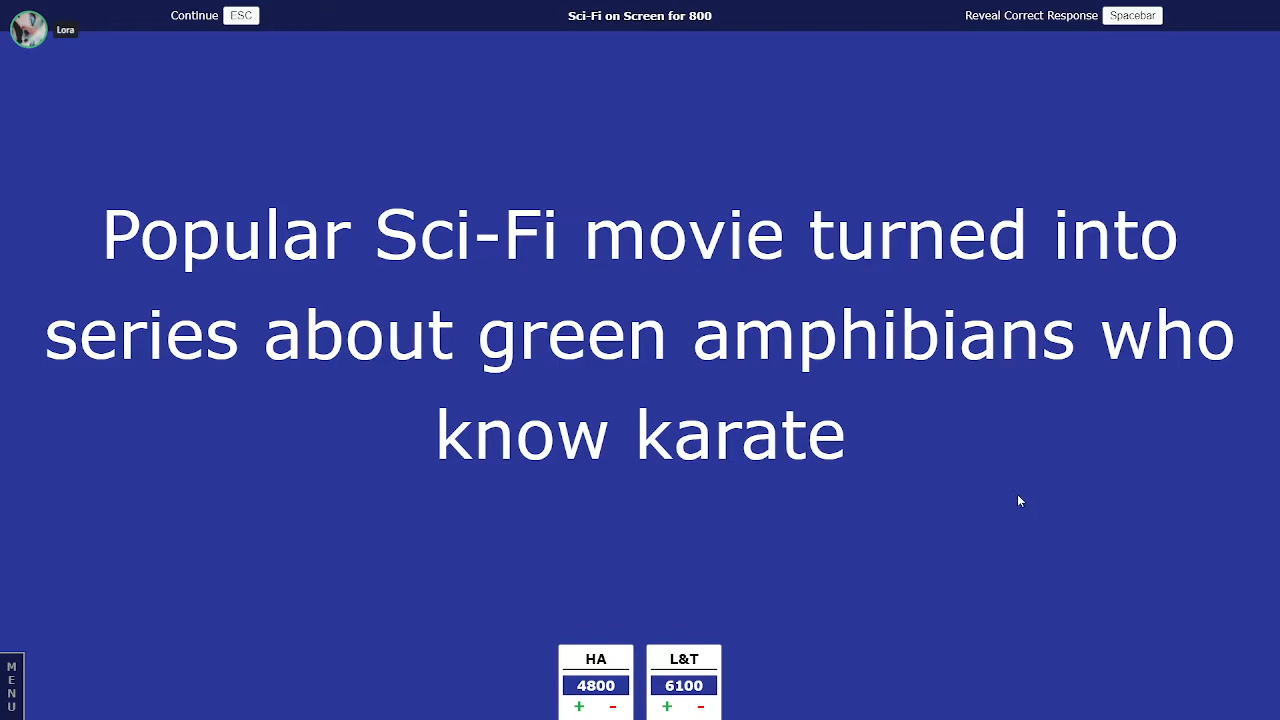 Continue ESC
Sci-Fi on Screen for 800
Reveal Correct Response Spacebar
Lora
Popular Sci-Fi movie turned into
series about green amphibians who
know karate
MENU
HA
4800
+ -
L&T
6100
+ -